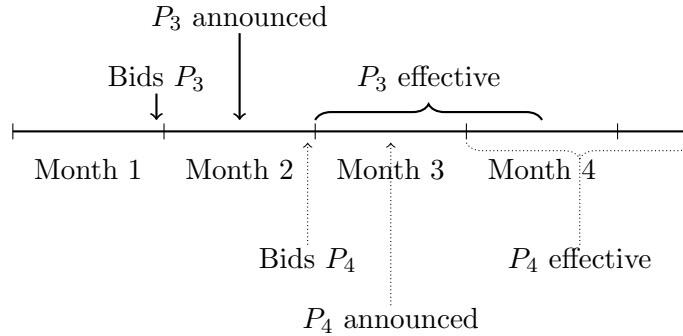 P₃ announced
Bids P₃
P₃ effective
Month 1
Month 2
Month 3
Month 4
Bids P₄
P₄ effective
P₄ announced